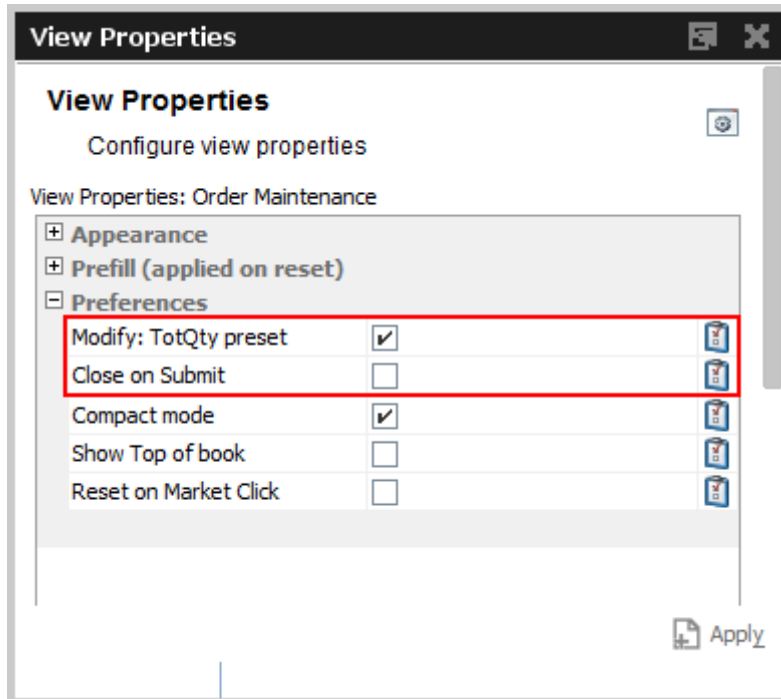 View Properties
View Properties
Configure view properties
View Properties: Order Maintenance
Appearance
Prefill (applied on reset)
Preferences
Modify: TotQty preset
Close on Submit
Compact mode
Show Top of book
Reset on Market Click
Apply